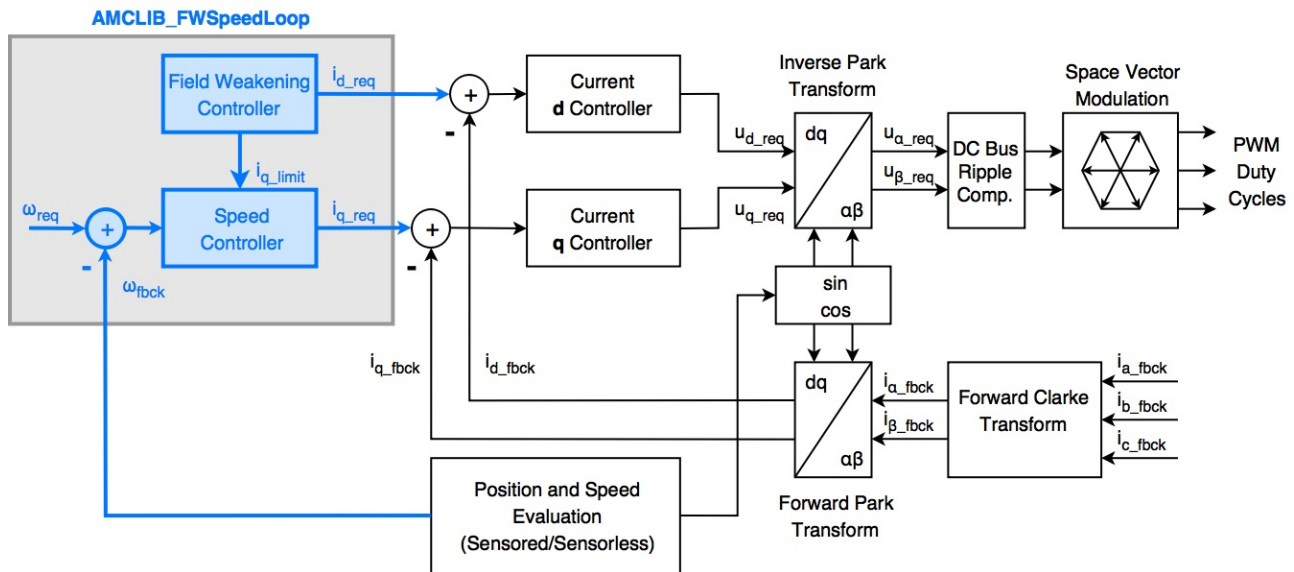 AMCLIB_FWSpeedLoop
Field Weakening
Controller
i_d_req
i_q_limit
ω_req
+
-
ω_fbck
Speed
Controller
i_q_req
+
-
+
-
Current
d Controller
Current
q Controller
u_d_req
u_q_req
Inverse Park
Transform
dq
αβ
u_α_req
u_β_req
DC Bus
Ripple
Comp.
Space Vector
Modulation
PWM
Duty
Cycles
sin
cos
i_q_fbck
i_d_fbck
dq
αβ
Forward Park
Transform
i_α_fbck
i_β_fbck
Forward Clarke
Transform
i_a_fbck
i_b_fbck
i_c_fbck
Position and Speed
Evaluation
(Sensored/Sensorless)